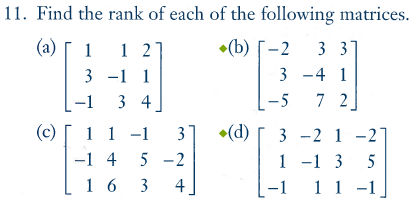 11. Find the rank of each of the following matrices.
(a) [ 1 1 2 ] ◆(b) [ -2 3 3 ]
[ 3 -1 1 ] [ 3 -4 1 ]
[ -1 3 4 ] [ -5 7 2 ]
(c) [ 1 1 -1 3 ] ◆(d) [ 3 -2 1 -2 ]
[ -1 4 5 -2 ] [ 1 -1 3 5 ]
[ 1 6 3 4 ] [ -1 1 1 -1 ]